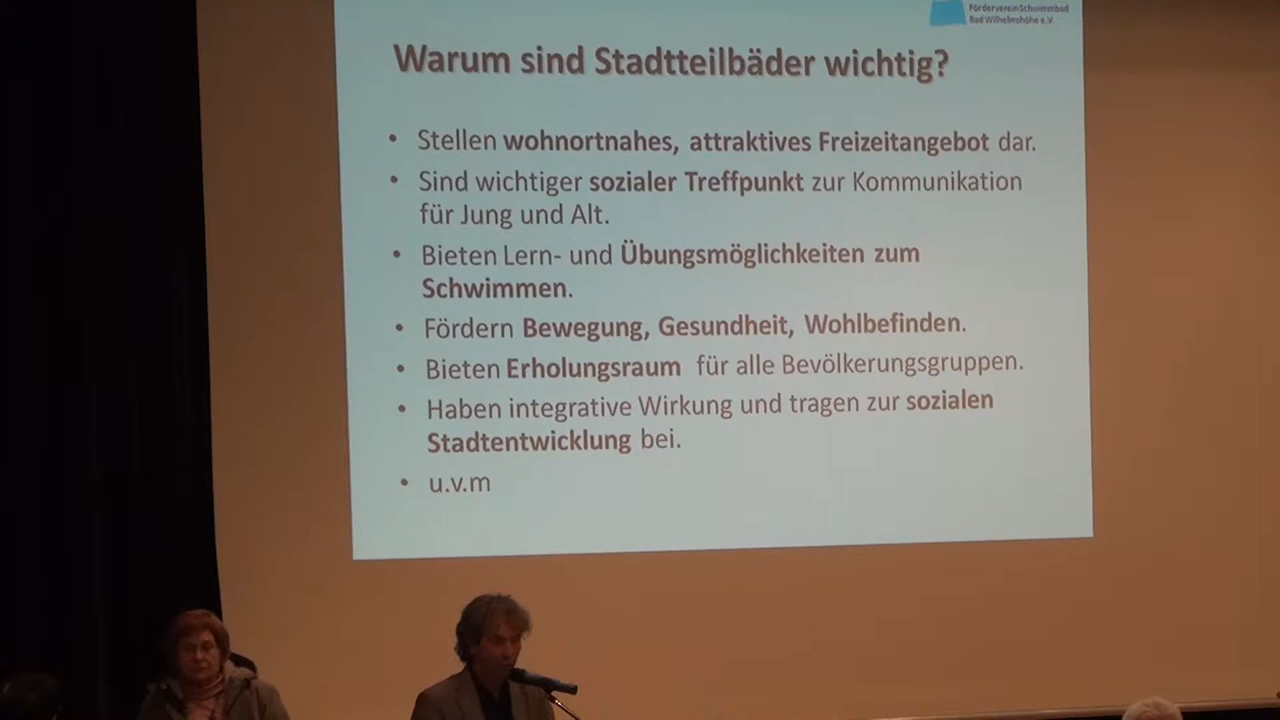 Förderverein Schwimmbad
Bad Wilhelmshöhe e.V.
Warum sind Stadtteilbäder wichtig?
• Stellen wohnortnahes, attraktives Freizeitangebot dar.
• Sind wichtiger sozialer Treffpunkt zur Kommunikation
für Jung und Alt.
• Bieten Lern- und Übungsmöglichkeiten zum
Schwimmen.
• Fördern Bewegung, Gesundheit, Wohlbefinden.
• Bieten Erholungsraum für alle Bevölkerungsgruppen.
• Haben integrative Wirkung und tragen zur sozialen
Stadtentwicklung bei.
• u.v.m